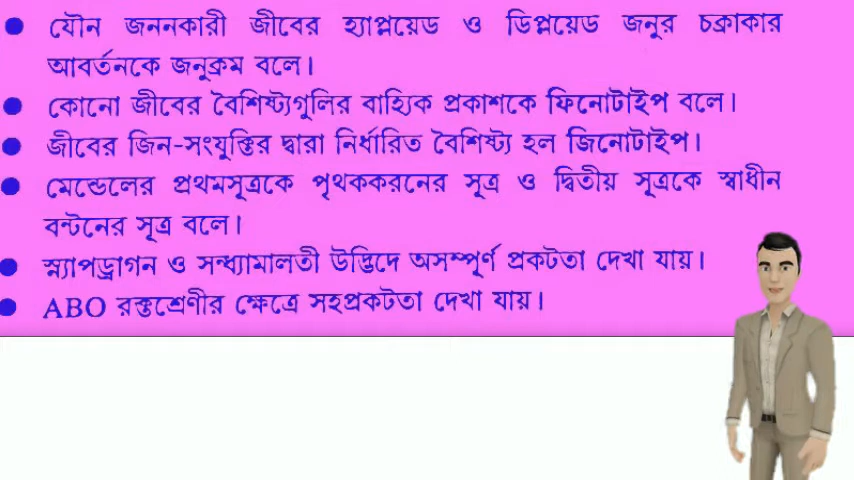 ● যৌন জননকারী জীবের হ্যাপ্লয়েড ও ডিপ্লয়েড জনুর চক্রাকার
আবর্তনকে জনুক্রম বলে।
● কোনো জীবের বৈশিষ্ট্যগুলির বাহ্যিক প্রকাশকে ফিনোটাইপ বলে।
● জীবের জিন-সংযুক্তির দ্বারা নির্ধারিত বৈশিষ্ট্য হল জিনোটাইপ।
● মেন্ডেলের প্রথমসূত্রকে পৃথককরনের সূত্র ও দ্বিতীয় সূত্রকে স্বাধীন
বন্টনের সূত্র বলে।
● স্ন্যাপড্রাগন ও সন্ধ্যামালতী উদ্ভিদে অসম্পূর্ণ প্রকটতা দেখা যায়।
● ABO রক্তশ্রেণীর ক্ষেত্রে সহপ্রকটতা দেখা যায়।